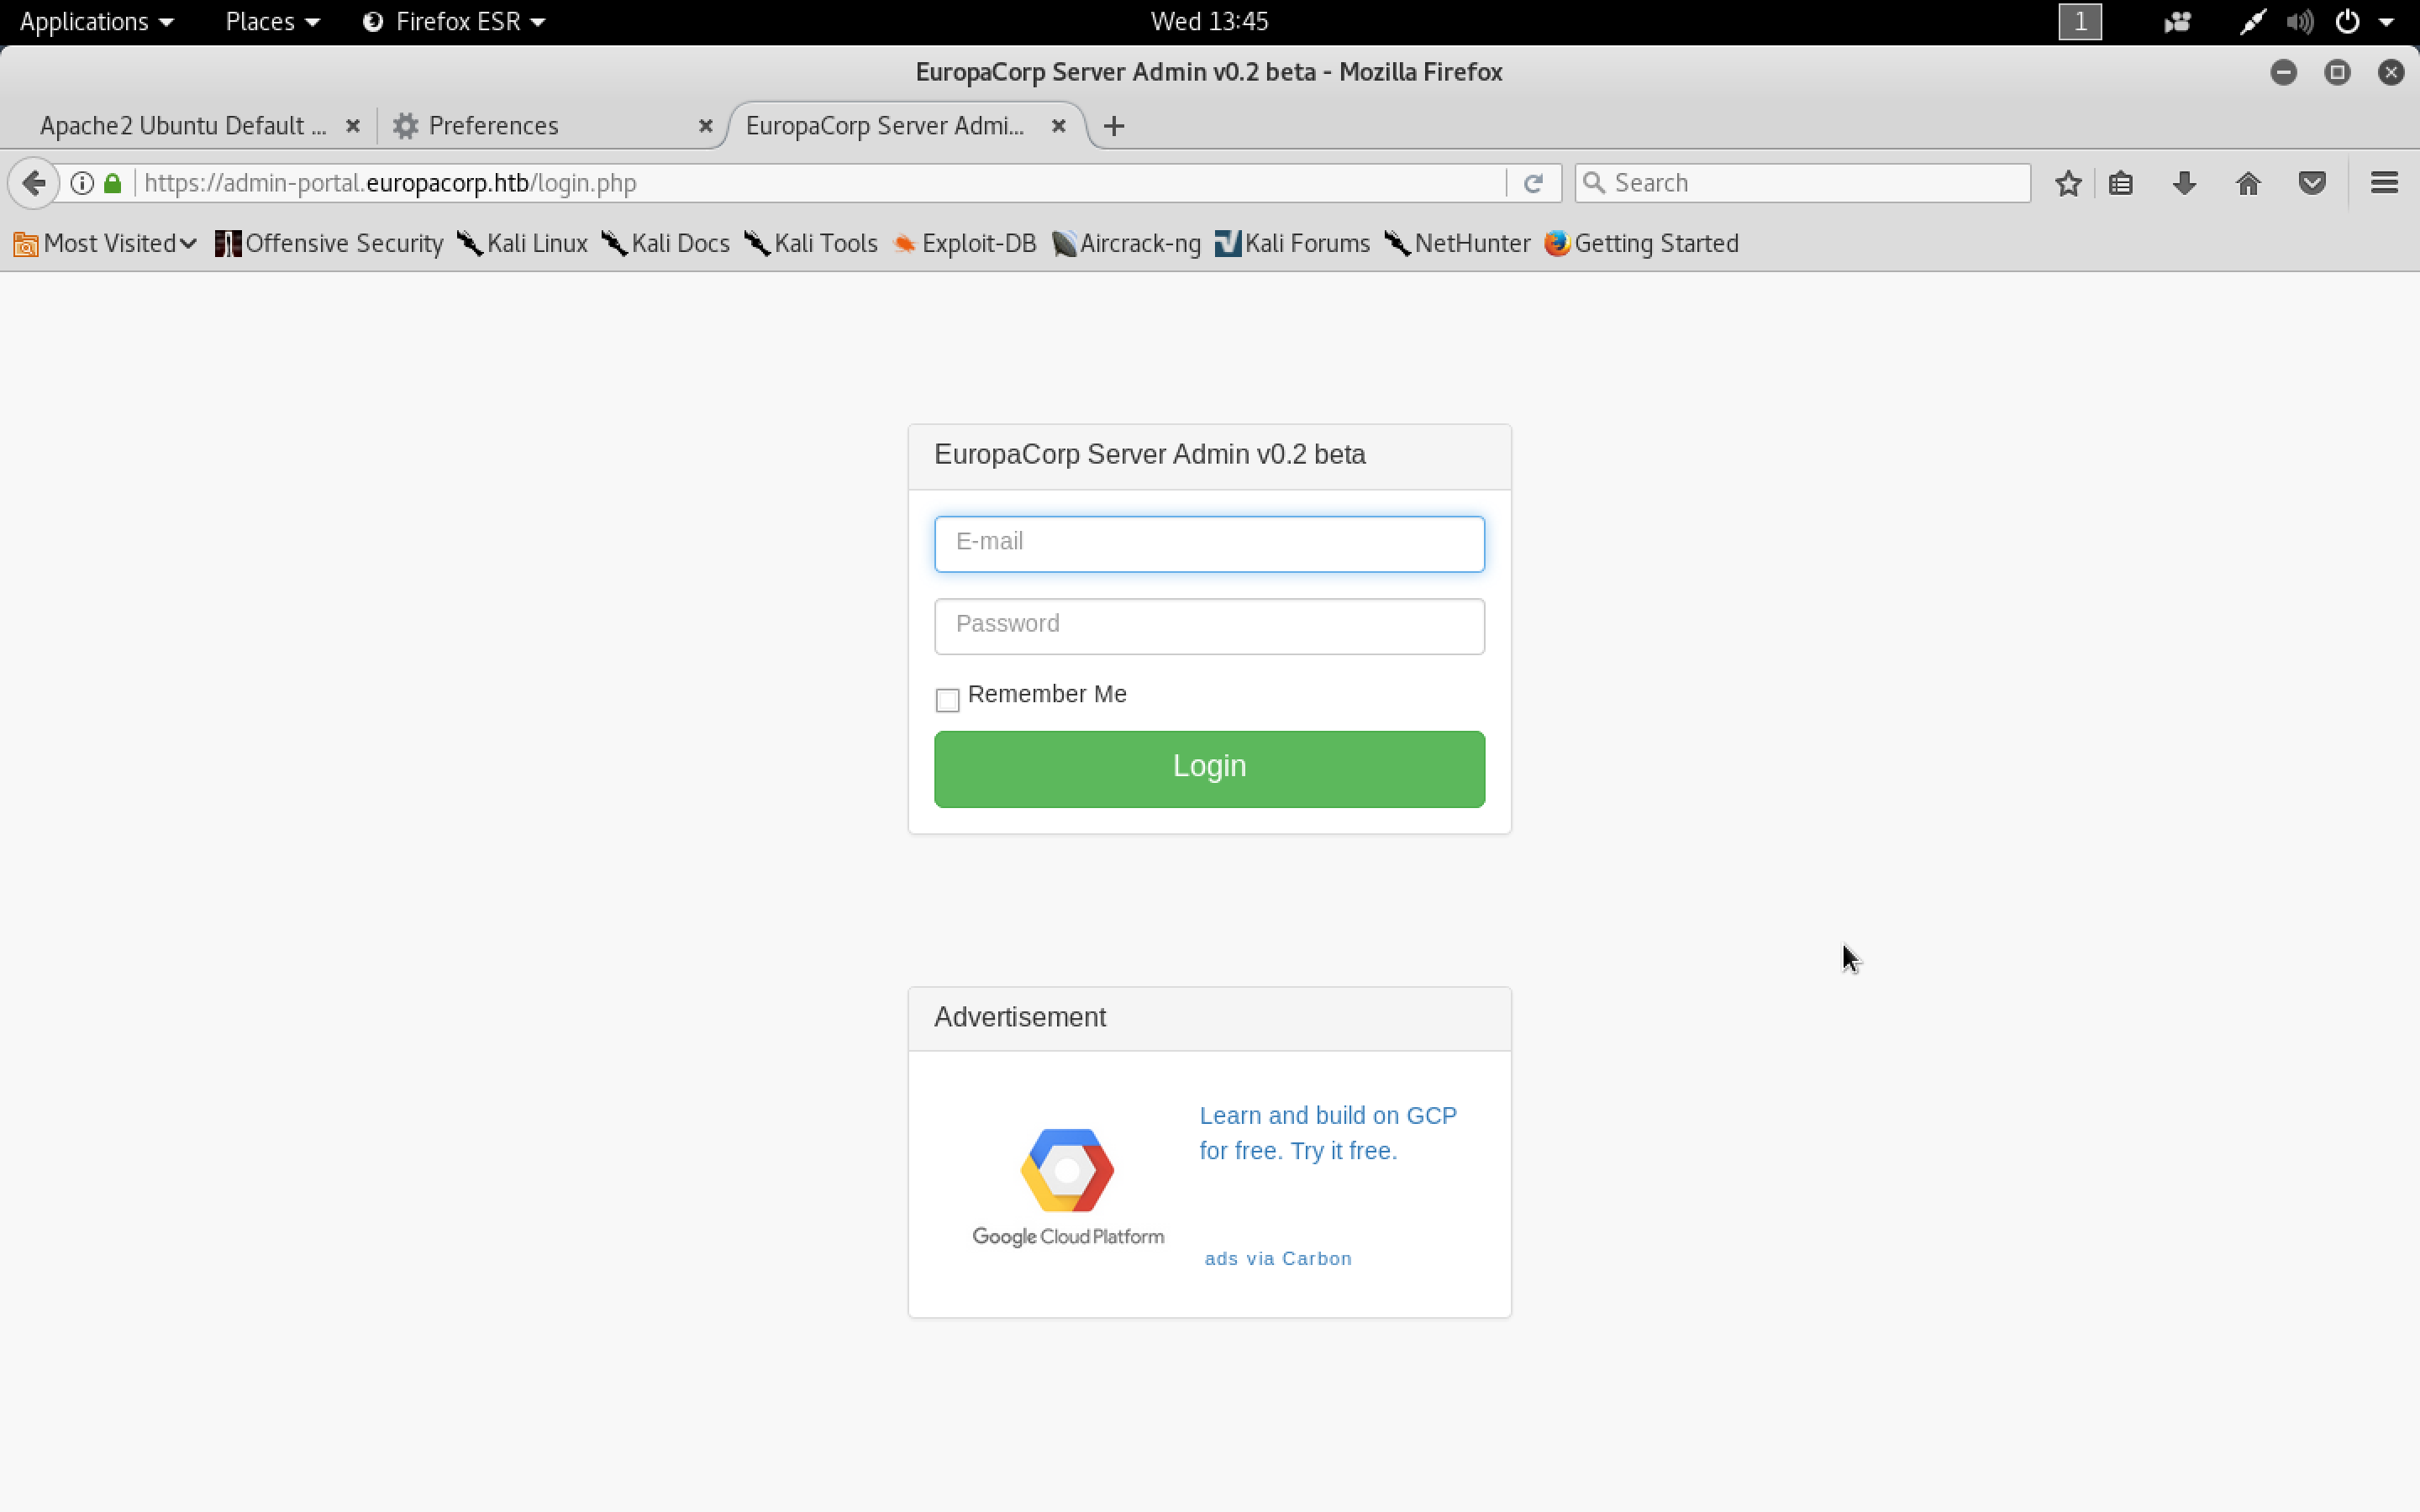 Applications Places Firefox ESR Wed 13:45 1
EuropaCorp Server Admin v0.2 beta - Mozilla Firefox
Apache2 Ubuntu Default ... Preferences EuropaCorp Server Admi...
https://admin-portal.europacorp.htb/login.php Search
Most Visited Offensive Security Kali Linux Kali Docs Kali Tools Exploit-DB Aircrack-ng Kali Forums NetHunter Getting Started
EuropaCorp Server Admin v0.2 beta
E-mail
Password
Remember Me
Login
Advertisement
Learn and build on GCP
for free. Try it free.
Google Cloud Platform
ads via Carbon